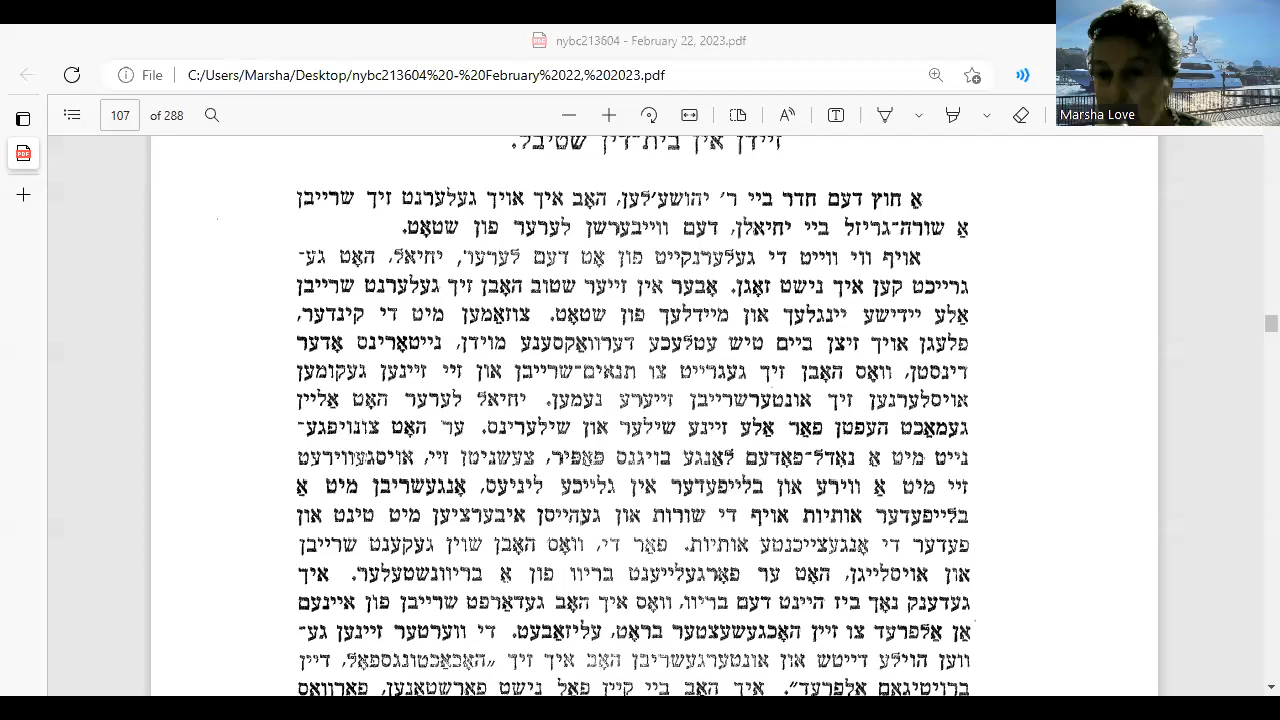 nybc213604 - February 22, 2023.pdf
File
C:/Users/Marsha/Desktop/nybc213604%20-%20February%2022,%202023.pdf
Marsha Love
107 of 288
זיידן אין בית־דין שטיבל.
אַ חוץ דעם חדר ביי ר׳ יהושע׳לען, האָב איך אויך געלערנט זיך שרייבן
אַ שורה־גריזל ביי יחיאלן, דעם ווייבערשן לערער פון שטאָט.
אויף ווי ווייט די געלערנקייט פון אָט דעם לערער, יחיאל, האָט גע־
גרייכט קען איך נישט זאָגן. אָבער אין זייער שטוב האָבן זיך געלערנט שרייבן
אַלע יידישע יינגלעך און מיידלעך פון שטאָט. צוזאַמען מיט די קינדער,
פלעגן אויך זיצן ביים טיש עטלעכע דערוואַקסענע מוידן, נייטאָרינס אָדער
דינסטן, וואָס האָבן זיך געגרייט צו תנאים־שרייבן און זיי זיינען געקומען
אויסלערנען זיך אונטערשרייבן זייערע נעמען. יחיאל לערער האָט אַליין
געמאַכט העפטן פאַר אַלע זיינע שילער און שילערינס. ער האָט צונויפגע־
נייט מיט אַ נאָדל־פאָדעם לאַנגע בויגנס פּאַפּיר, צעשניטן זיי, אויסגעווירעט
זיי מיט אַ ווירע און בלייפעדער אין גלייכע ליניעס, אָנגעשריבן מיט אַ
בלייפעדער אותיות אויף די שורות און געהייסן איבערציען מיט טינט און
פעדער די אָנגעצייכנטע אותיות. פאַר די, וואָס האָבן שוין געקענט שרייבן
און אויסלייגן, האָט ער פאָרגעלייענט בריוו פון אַ בריוונשטעלער. איך
געדענק נאָך ביז היינט דעם בריוו, וואָס איך האָב געדאַרפט שרייבן פון איינעם
אַן אַלפרעד צו זיין האָכגעשעצטער בראָט, עליזאַבעט. די ווערטער זיינען גע־
ווען הוילע דייטש און אונטערגעשריבן האָב איך זיך „האָכאַכטונגספאָל, דיין
ברויטיגאַם אַלפרעד״. איך האָב ביי קיין פאַל נישט פאַרשטאַנען, פאַרוואָס